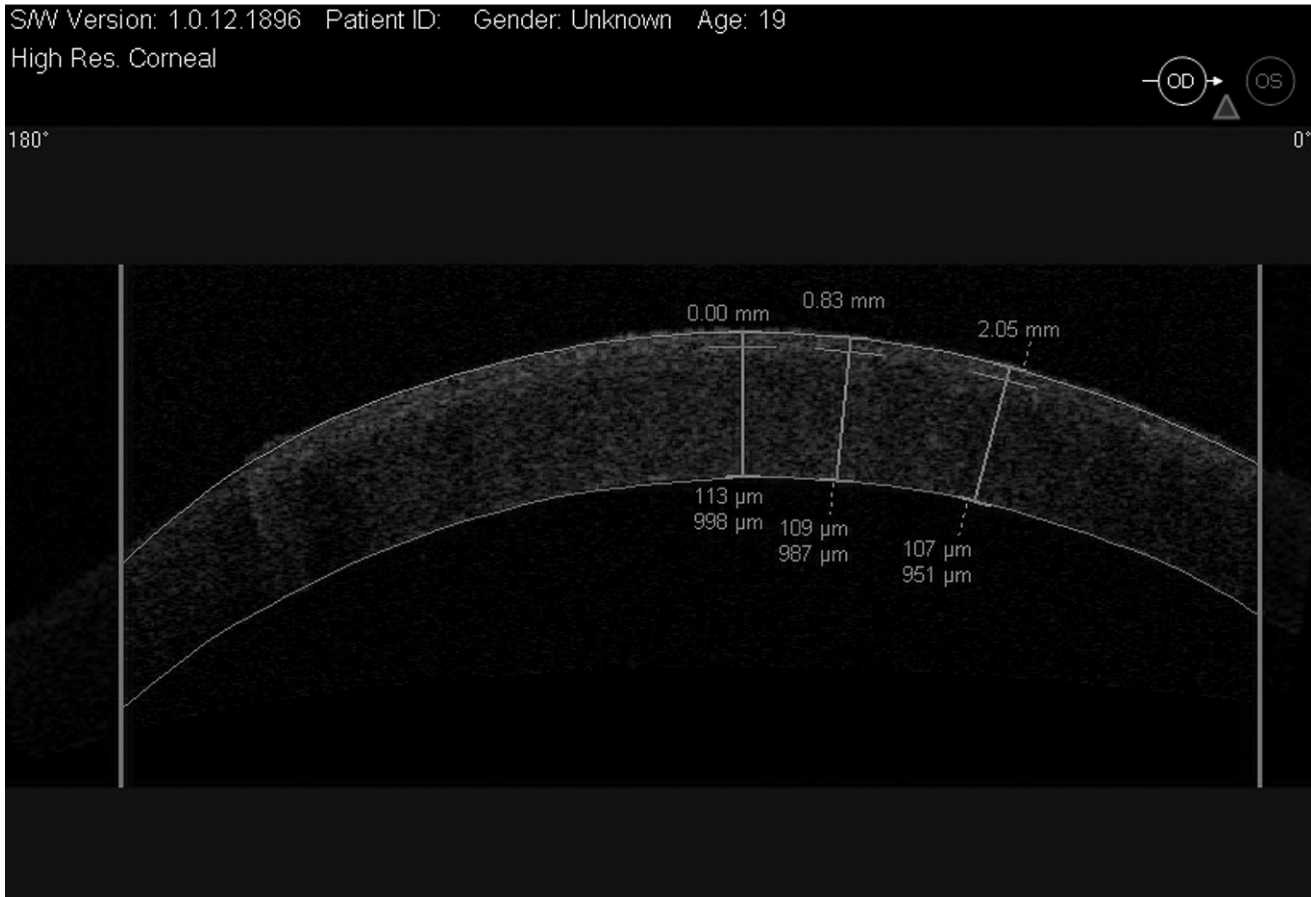 S/W Version: 1.0.12.1896 Patient ID: Gender: Unknown Age: 19
High Res. Corneal
OD OS
180° 0°
0.00 mm
0.83 mm
2.05 mm
113 µm
998 µm
109 µm
987 µm
107 µm
951 µm